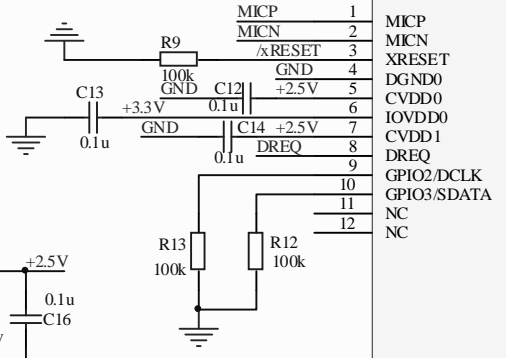 MICP 1 MICP
MICN 2 MICN
R9 /xRESET 3 XRESET
100k GND 4 DGND0
C13 GND C12 +2.5V 5 CVDD0
+3.3V 0.1u 6 IOVDD0
0.1u GND C14 +2.5V 7 CVDD1
0.1u DREQ 8 DREQ
9 GPIO2/DCLK
10 GPIO3/SDATA
11 NC
12 NC
R13 R12
100k 100k
+2.5V
0.1u
C16